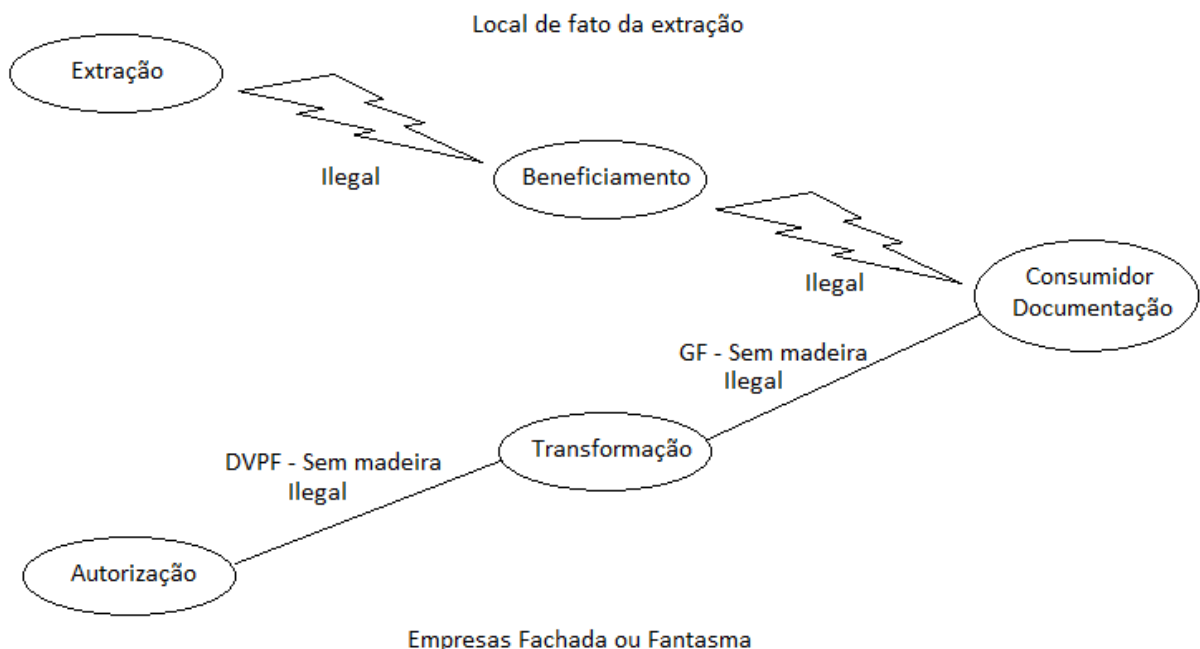 Local de fato da extração
Extração
Ilegal
Beneficiamento
Ilegal
Consumidor
Documentação
GF - Sem madeira
Ilegal
Transformação
DVPF - Sem madeira
Ilegal
Autorização
Empresas Fachada ou Fantasma